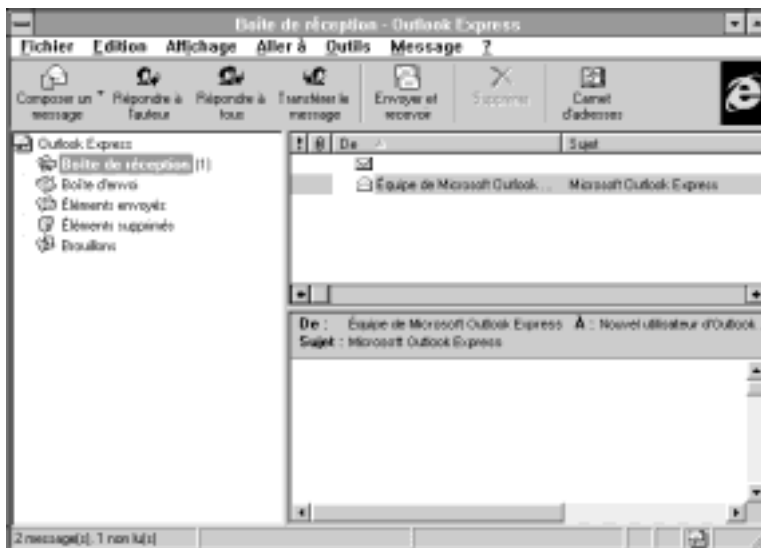 Boîte de réception - Outlook Express
Fichier Edition Affichage Aller à Outils Message ?
Composer un message Répondre à l'auteur Répondre à tous Transférer le message Envoyer et recevoir Supprimer Carnet d'adresses
Outlook Express
Boîte de réception (1)
Boîte d'envoi
Éléments envoyés
Éléments supprimés
Brouillons
! De Sujet
Équipe de Microsoft Outlook... Microsoft Outlook Express
De : Équipe de Microsoft Outlook Express À : Nouvel utilisateur d'Outlook
Sujet : Microsoft Outlook Express
2 message(s), 1 non lu(s)